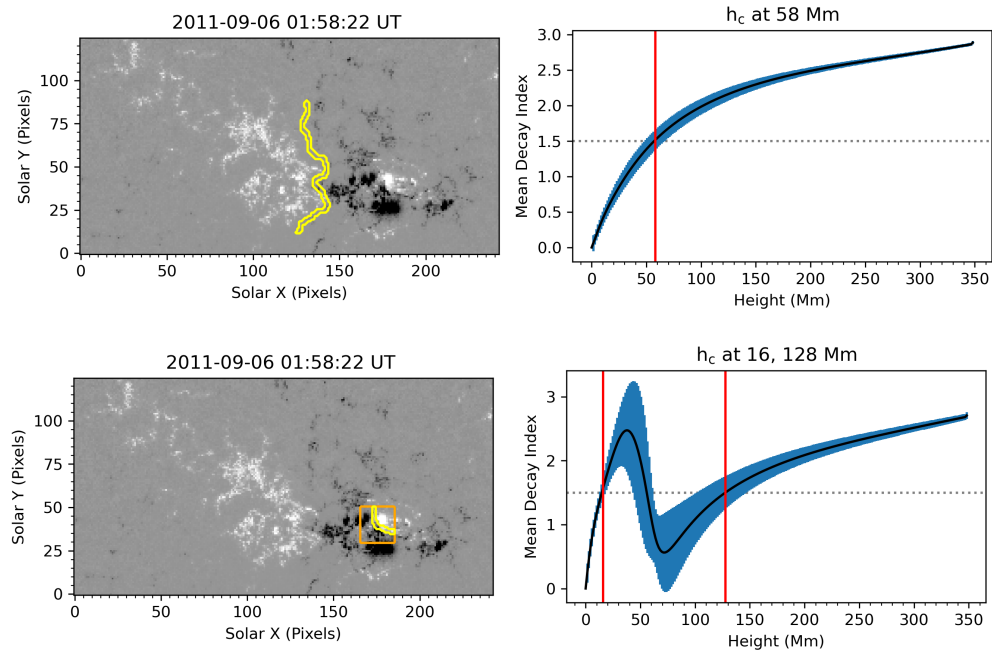 2011-09-06 01:58:22 UT
100
75
50
25
0
Solar Y (Pixels)
0 50 100 150 200
Solar X (Pixels)
h_c at 58 Mm
3.0
2.5
2.0
1.5
1.0
0.5
0.0
Mean Decay Index
0 50 100 150 200 250 300 350
Height (Mm)
2011-09-06 01:58:22 UT
100
75
50
25
0
Solar Y (Pixels)
0 50 100 150 200
Solar X (Pixels)
h_c at 16, 128 Mm
3
2
1
0
Mean Decay Index
0 50 100 150 200 250 300 350
Height (Mm)